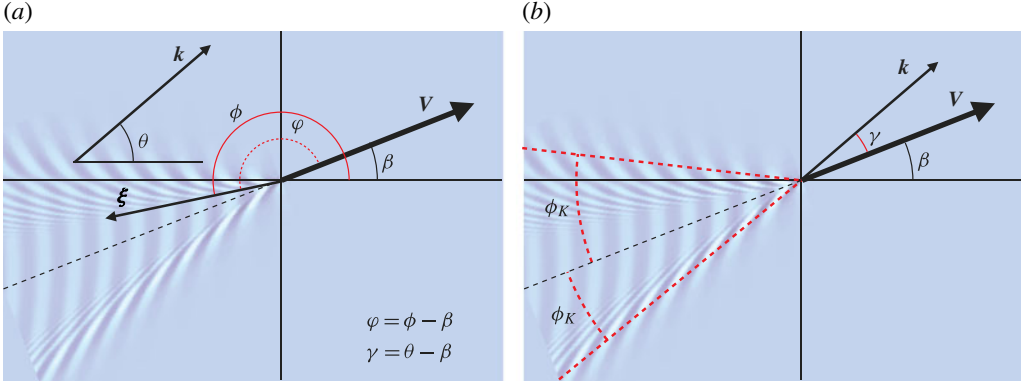 (a)
k
θ
ϕ
φ
V
β
ξ
φ = ϕ − β
γ = θ − β
(b)
k
V
γ
β
ϕK
ϕK